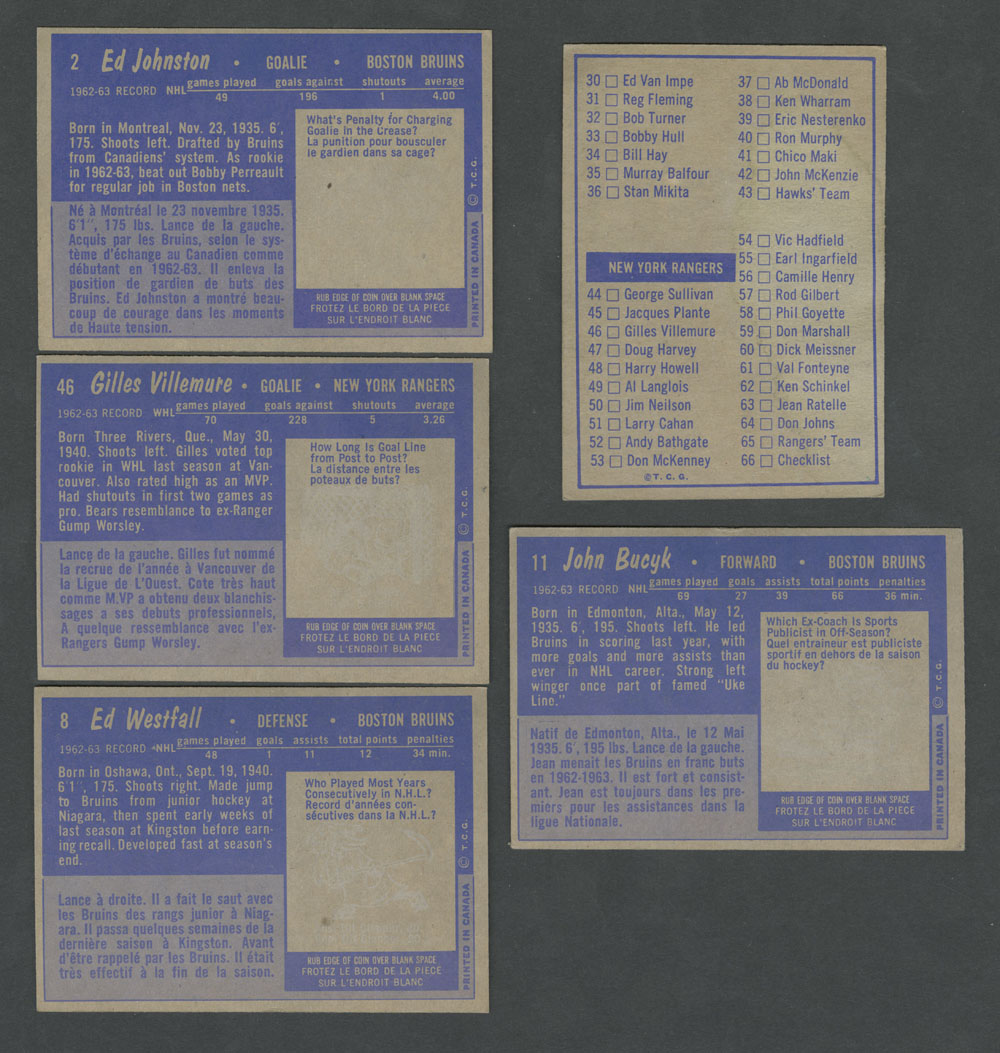 2 Ed Johnston • GOALIE • BOSTON BRUINS
games played goals against shutouts average
1962-63 RECORD NHL 49 196 1 4.00
Born in Montreal, Nov. 23, 1935. 6',
175. Shoots left. Drafted by Bruins
from Canadiens' system. As rookie
in 1962-63, beat out Bobby Perreault
for regular job in Boston nets.
Né à Montréal le 23 novembre 1935.
6'1", 175 lbs. Lance de la gauche.
Acquis par les Bruins, selon le sys-
tème d'échange au Canadien comme
débutant en 1962-63. Il enleva la
position de gardien de buts des
Bruins. Ed Johnston a montré beau-
coup de courage dans les moments
de Haute tension.
What's Penalty for Charging
Goalie in the Crease?
La punition pour bousculer
le gardien dans sa cage?
RUB EDGE OF COIN OVER BLANK SPACE
FROTEZ LE BORD DE LA PIECE
SUR L'ENDROIT BLANC
PRINTED IN CANADA © T.C.G.
46 Gilles Villemure • GOALIE • NEW YORK RANGERS
games played goals against shutouts average
1962-63 RECORD WHL 70 228 5 3.26
Born Three Rivers, Que., May 30,
1940. Shoots left. Gilles voted top
rookie in WHL last season at Van-
couver. Also rated high as an MVP.
Had shutouts in first two games as
pro. Bears resemblance to ex-Ranger
Gump Worsley.
Lance de la gauche. Gilles fut nommé
la recrue de l'année à Vancouver de
la Ligue de L'Ouest. Cote très haut
comme M.VP a obtenu deux blanchis-
sages a ses debuts professionnels,
A quelque ressemblance avec l'ex-
Rangers Gump Worsley.
How Long Is Goal Line
from Post to Post?
La distance entre les
poteaux de buts?
RUB EDGE OF COIN OVER BLANK SPACE
FROTEZ LE BORD DE LA PIECE
SUR L'ENDROIT BLANC
PRINTED IN CANADA © T.C.G.
8 Ed Westfall • DEFENSE • BOSTON BRUINS
games played goals assists total points penalties
1962-63 RECORD NHL 48 1 11 12 34 min.
Born in Oshawa, Ont., Sept. 19, 1940.
6'1", 175. Shoots right. Made jump
to Bruins from junior hockey at
Niagara, then spent early weeks of
last season at Kingston before earn-
ing recall. Developed fast at season's
end.
Lance à droite. Il a fait le saut avec
les Bruins des rangs junior à Niag-
ara. Il passa quelques semaines de la
dernière saison à Kingston. Avant
d'être rappelé par les Bruins. Il était
très effectif à la fin de la saison.
Who Played Most Years
Consecutively in N.H.L.?
Record d'années con-
sécutives dans la N.H.L.?
RUB EDGE OF COIN OVER BLANK SPACE
FROTEZ LE BORD DE LA PIECE
SUR L'ENDROIT BLANC
PRINTED IN CANADA © T.C.G.
30 Ed Van Impe
31 Reg Fleming
32 Bob Turner
33 Bobby Hull
34 Bill Hay
35 Murray Balfour
36 Stan Mikita
37 Ab McDonald
38 Ken Wharram
39 Eric Nesterenko
40 Ron Murphy
41 Chico Maki
42 John McKenzie
43 Hawks' Team
NEW YORK RANGERS
44 George Sullivan
45 Jacques Plante
46 Gilles Villemure
47 Doug Harvey
48 Harry Howell
49 Al Langlois
50 Jim Neilson
51 Larry Cahan
52 Andy Bathgate
53 Don McKenney
54 Vic Hadfield
55 Earl Ingarfield
56 Camille Henry
57 Rod Gilbert
58 Phil Goyette
59 Don Marshall
60 Dick Meissner
61 Val Fonteyne
62 Ken Schinkel
63 Jean Ratelle
64 Don Johns
65 Rangers' Team
66 Checklist
© T. C. G.
11 John Bucyk • FORWARD • BOSTON BRUINS
games played goals assists total points penalties
1962-63 RECORD NHL 69 27 39 66 36 min.
Born in Edmonton, Alta., May 12,
1935. 6', 195. Shoots left. He led
Bruins in scoring last year, with
more goals and more assists than
ever in NHL career. Strong left
winger once part of famed "Uke
Line."
Natif de Edmonton, Alta., le 12 Mai
1935. 6', 195 lbs. Lance de la gauche.
Jean menait les Bruins en franc buts
en 1962-1963. Il est fort et consist-
ant. Jean est toujours dans les pre-
miers pour les assistances dans la
ligue Nationale.
Which Ex-Coach Is Sports
Publicist in Off-Season?
Quel entraineur est publiciste
sportif en dehors de la saison
du hockey?
RUB EDGE OF COIN OVER BLANK SPACE
FROTEZ LE BORD DE LA PIECE
SUR L'ENDROIT BLANC
PRINTED IN CANADA © T.C.G.